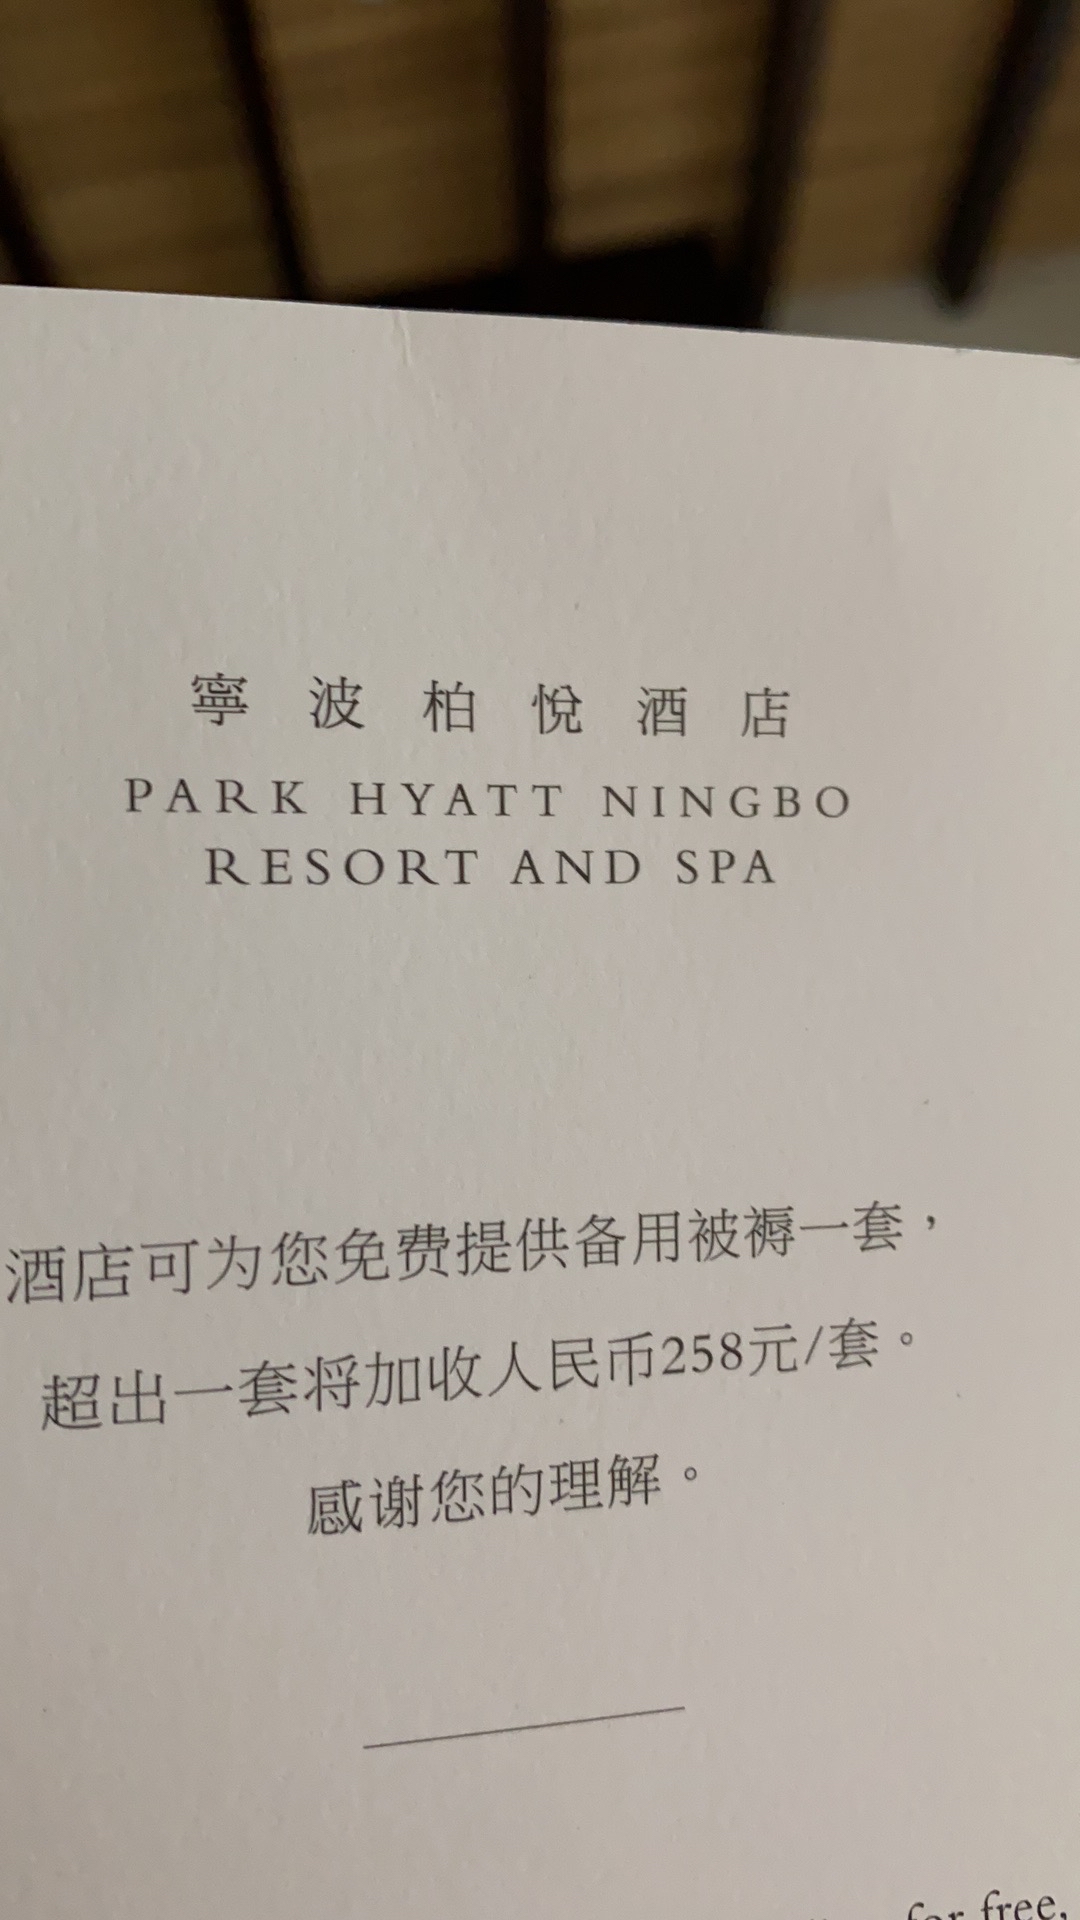 寧波柏悅酒店
PARK HYATT NINGBO
RESORT AND SPA
酒店可为您免费提供备用被褥一套，
超出一套将加收人民币258元/套。
感谢您的理解。
for free,